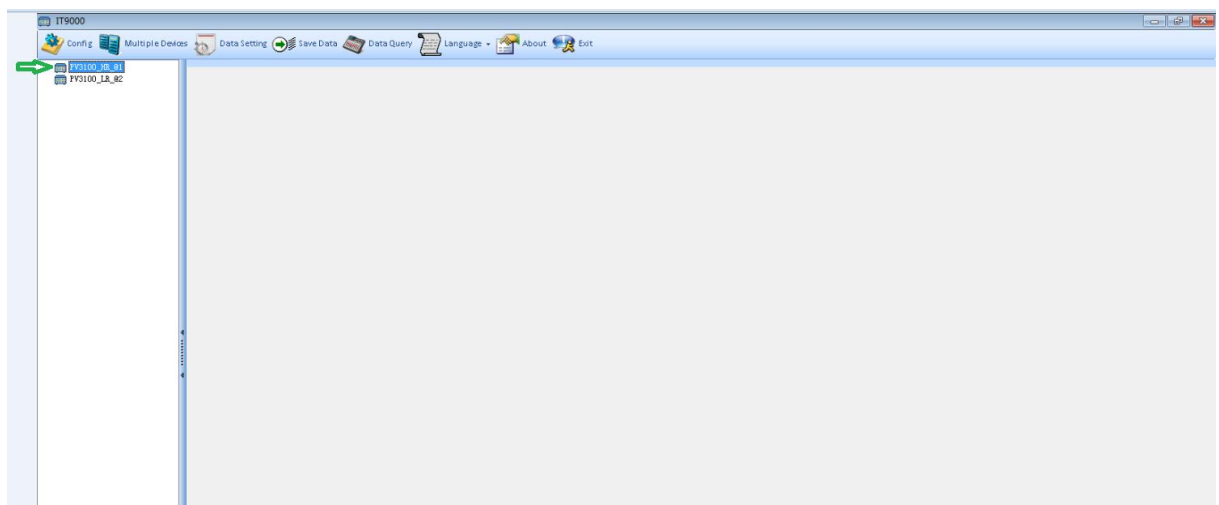 IT9000
Config Multiple Devices Data Setting Save Data Data Query Language About Exit
PV3100_HR_01
PV3100_LR_02